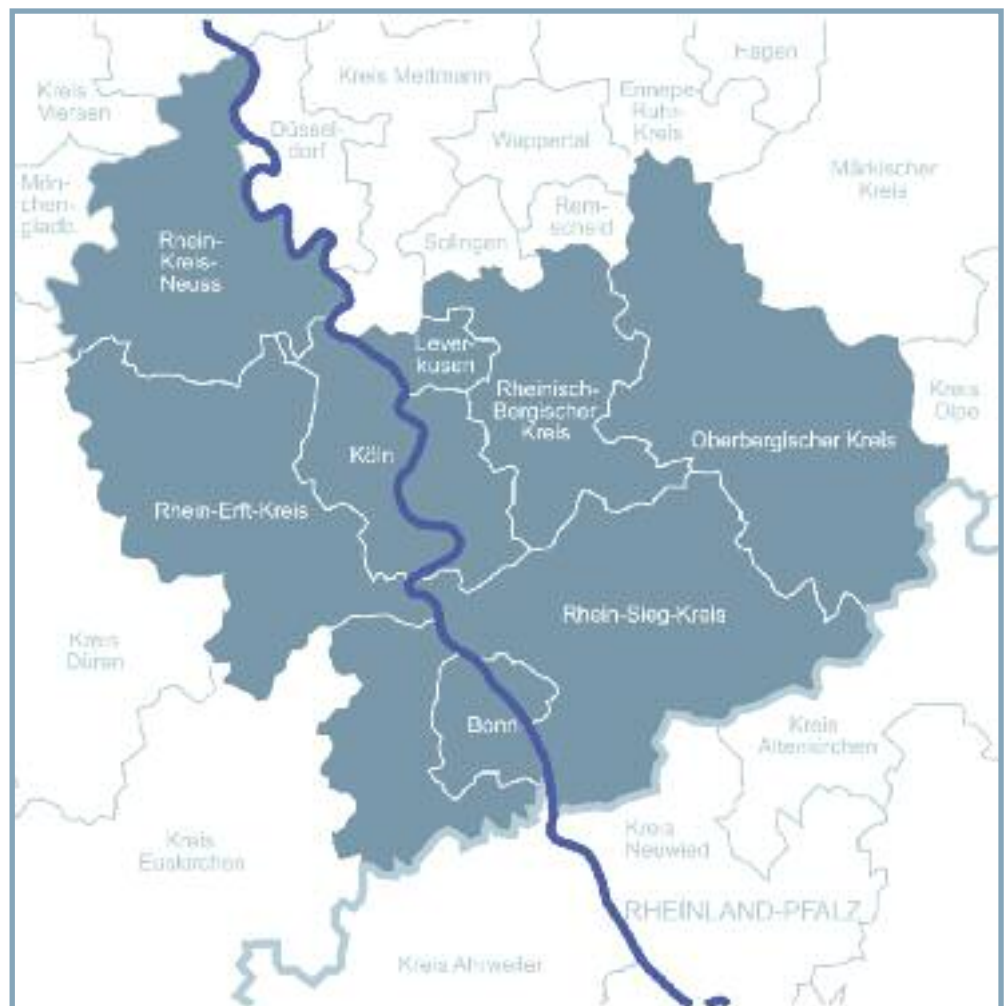 Hagen
Kreis Mettmann
Kreis
Viersen
Ennepe-
Ruhr-
Kreis
Düssel-
dorf
Wuppertal
Märkischer
Kreis
Mön-
chen-
gladb.
Rem-
scheid
Solingen
Rhein-
Kreis-
Neuss
Lever-
kusen
Rheinisch-
Bergischer
Kreis
Kreis
Olpe
Oberbergischer Kreis
Köln
Rhein-Erft-Kreis
Rhein-Sieg-Kreis
Kreis
Düren
Bonn
Kreis
Altenkirchen
Kreis
Neuwied
Kreis
Euskirchen
RHEINLAND-PFALZ
Kreis Ahrweiler